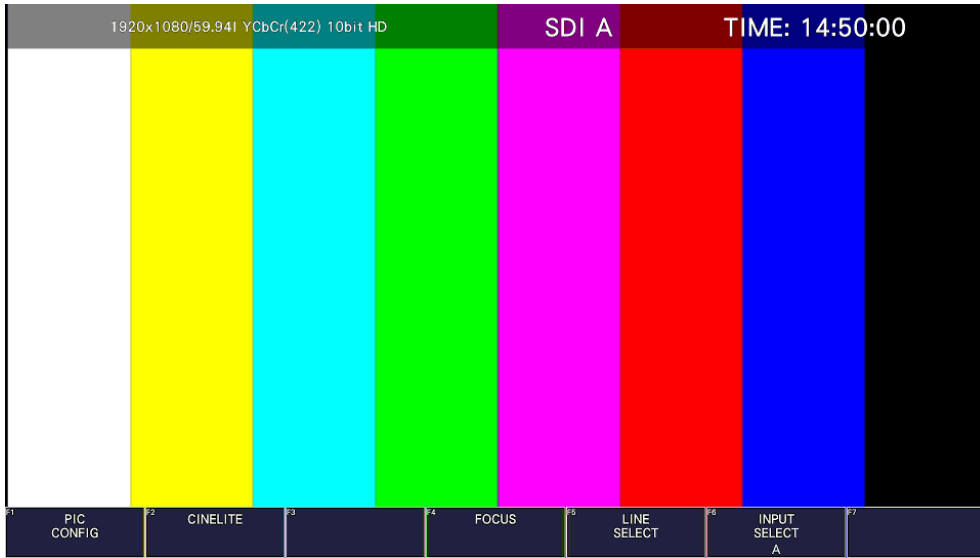 1920x1080/59.94I YCbCr(422) 10bit HD SDI A TIME: 14:50:00
F1 PIC CONFIG
F2 CINELITE
F3
F4 FOCUS
F5 LINE SELECT
F6 INPUT SELECT A
F7